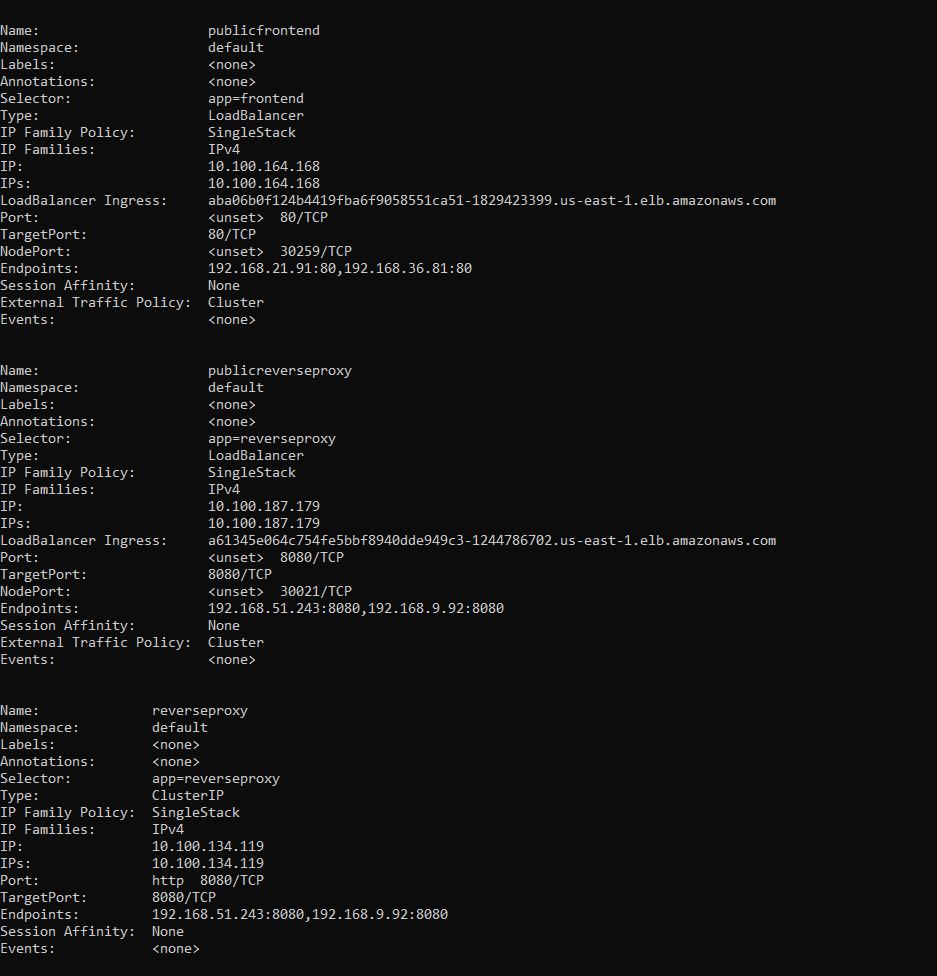 Name: publicfrontend
Namespace: default
Labels: <none>
Annotations: <none>
Selector: app=frontend
Type: LoadBalancer
IP Family Policy: SingleStack
IP Families: IPv4
IP: 10.100.164.168
IPs: 10.100.164.168
LoadBalancer Ingress: aba06b0f124b4419fba6f9058551ca51-1829423399.us-east-1.elb.amazonaws.com
Port: <unset> 80/TCP
TargetPort: 80/TCP
NodePort: <unset> 30259/TCP
Endpoints: 192.168.21.91:80,192.168.36.81:80
Session Affinity: None
External Traffic Policy: Cluster
Events: <none>
Name: publicreverseproxy
Namespace: default
Labels: <none>
Annotations: <none>
Selector: app=reverseproxy
Type: LoadBalancer
IP Family Policy: SingleStack
IP Families: IPv4
IP: 10.100.187.179
IPs: 10.100.187.179
LoadBalancer Ingress: a61345e064c754fe5bbf8940dde949c3-1244786702.us-east-1.elb.amazonaws.com
Port: <unset> 8080/TCP
TargetPort: 8080/TCP
NodePort: <unset> 30021/TCP
Endpoints: 192.168.51.243:8080,192.168.9.92:8080
Session Affinity: None
External Traffic Policy: Cluster
Events: <none>
Name: reverseproxy
Namespace: default
Labels: <none>
Annotations: <none>
Selector: app=reverseproxy
Type: ClusterIP
IP Family Policy: SingleStack
IP Families: IPv4
IP: 10.100.134.119
IPs: 10.100.134.119
Port: http 8080/TCP
TargetPort: 8080/TCP
Endpoints: 192.168.51.243:8080,192.168.9.92:8080
Session Affinity: None
Events: <none>